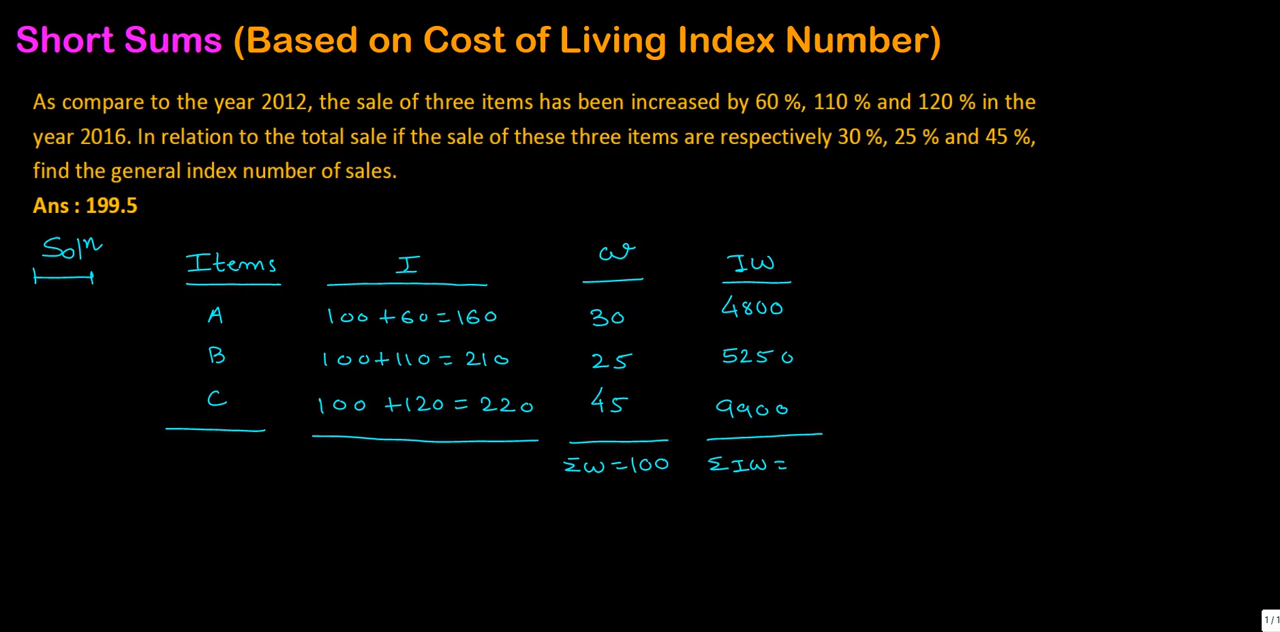 Short Sums (Based on Cost of Living Index Number)
As compare to the year 2012, the sale of three items has been increased by 60 %, 110 % and 120 % in the
year 2016. In relation to the total sale if the sale of these three items are respectively 30 %, 25 % and 45 %,
find the general index number of sales.
Ans : 199.5
Soln
Items I w Iw
A 100 + 60 = 160 30 4800
B 100 + 110 = 210 25 5250
C 100 + 120 = 220 45 9900
Σw = 100 ΣIw =
1/1